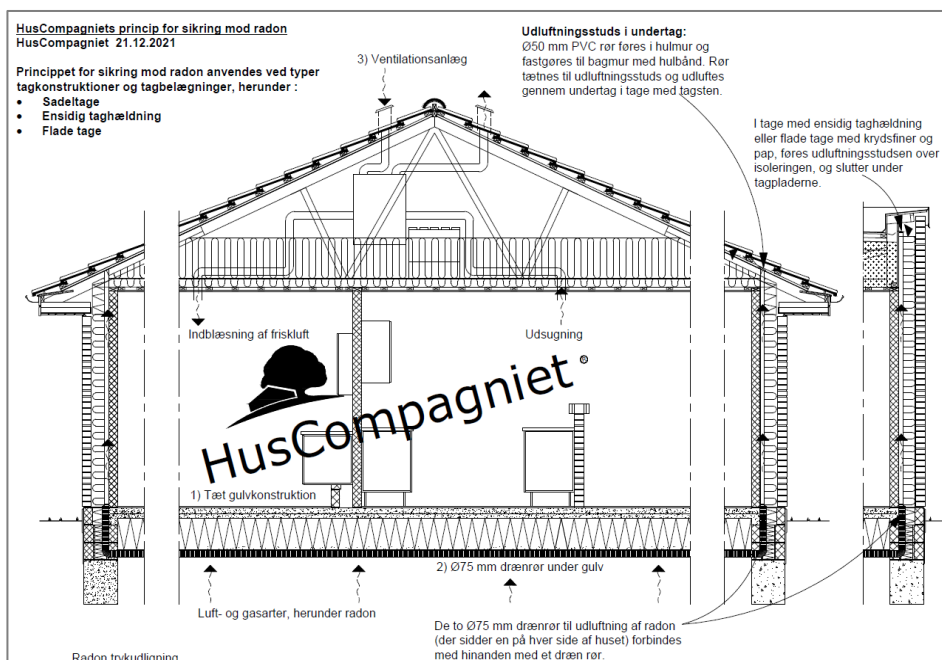 HusCompagniets princip for sikring mod radon
HusCompagniet 21.12.2021
Princippet for sikring mod radon anvendes ved typer
tagkonstruktioner og tagbelægninger, herunder :
• Sadeltage
• Ensidig taghældning
• Flade tage
3) Ventilationsanlæg
Udluftningsstuds i undertag:
Ø50 mm PVC rør føres i hulmur og
fastgøres til bagmur med hulbånd. Rør
tætnes til udluftningsstuds og udluftes
gennem undertag i tage med tagsten.
I tage med ensidig taghældning
eller flade tage med krydsfiner og
pap, føres udluftningsstudsen over
isoleringen, og slutter under
tagpladerne.
Indblæsning af friskluft
Udsugning
HusCompagniet
1) Tæt gulvkonstruktion
2) Ø75 mm drænrør under gulv
Luft- og gasarter, herunder radon
De to Ø75 mm drænrør til udluftning af radon
(der sidder en på hver side af huset) forbindes
med hinanden med et dræn rør.
Radon trykudligning